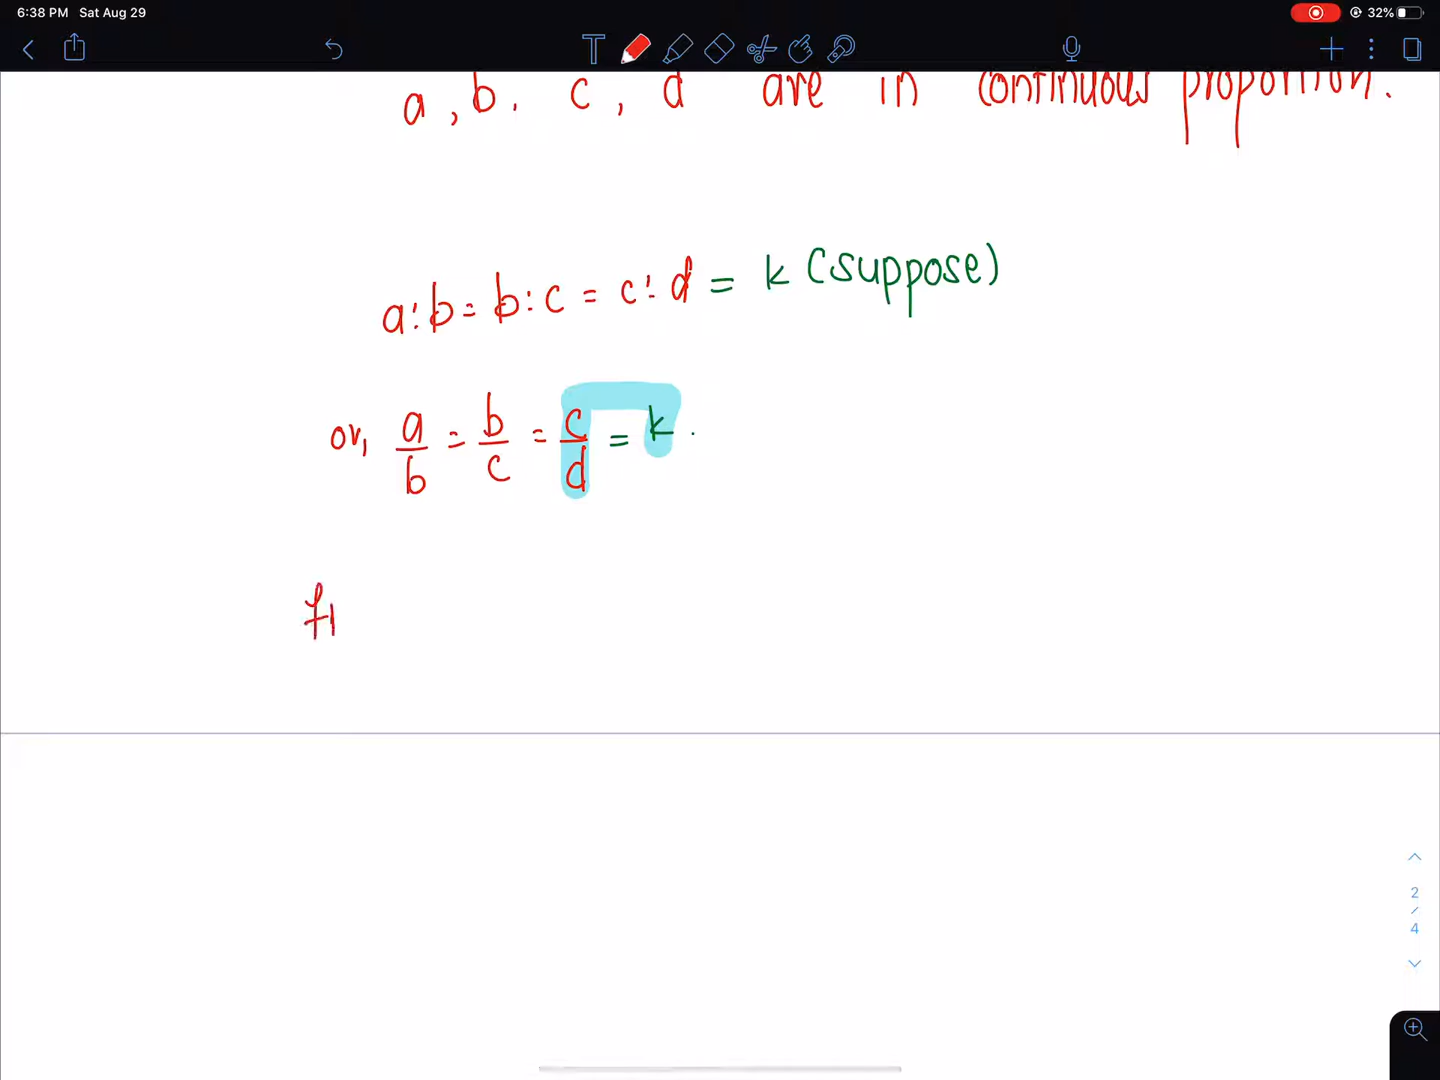 6:38 PM Sat Aug 29
32%
T
a, b, c, d are in continuous proportion.
a:b = b:c = c:d = k (suppose)
or, a/b = b/c = c/d = k.
2/4